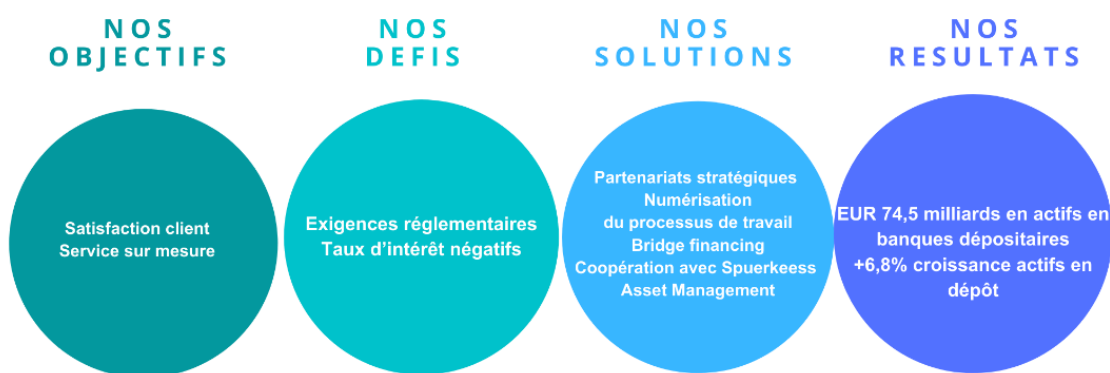 NOS
OBJECTIFS
Satisfaction client
Service sur mesure
NOS
DEFIS
Exigences réglementaires
Taux d'intérêt négatifs
NOS
SOLUTIONS
Partenariats stratégiques
Numérisation
du processus de travail
Bridge financing
Coopération avec Spuerkeess
Asset Management
NOS
RESULTATS
EUR 74,5 milliards en actifs en
banques dépositaires
+6,8% croissance actifs en
dépôt